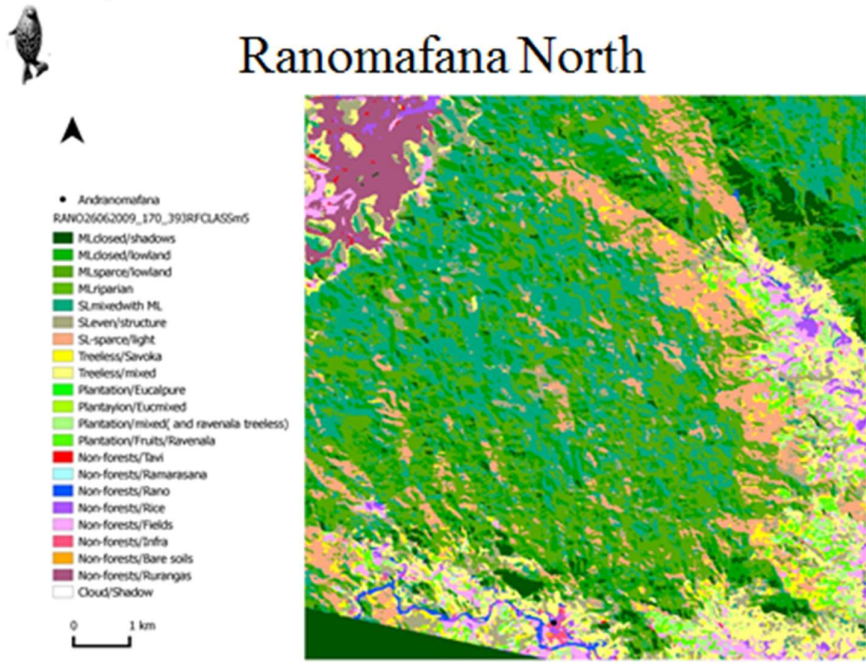 Ranomafana North
Andranomafana
RANO26062009_170_393RFCLASSm5
MLclosed/shadows
MLclosed/lowland
MLsparce/lowland
MLriparian
SLmixedwith ML
SLeven/structure
SL-sparce/light
Treeless/Savoka
Treeless/mixed
Plantation/Eucalpure
Plantayion/Eucmixed
Plantation/mixed( and ravenala treeless)
Plantation/Fruits/Ravenala
Non-forests/Tavi
Non-forests/Ramarasana
Non-forests/Rano
Non-forests/Rice
Non-forests/Fields
Non-forests/Infra
Non-forests/Bare soils
Non-forests/Rurangas
Cloud/Shadow
0 1 km